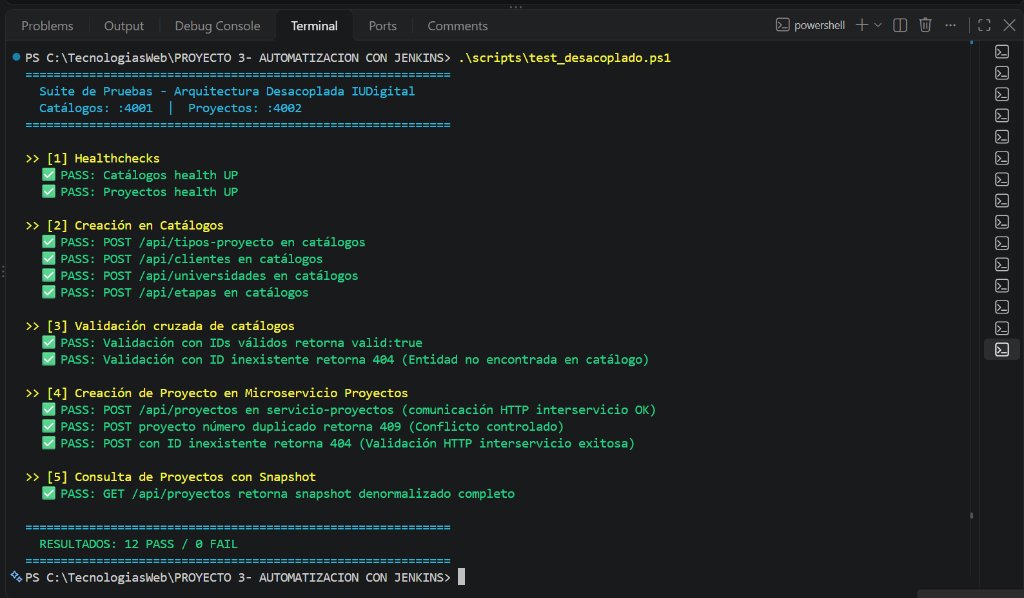 Problems Output Debug Console Terminal Ports Comments powershell
PS C:\TecnologiasWeb\PROYECTO 3- AUTOMATIZACION CON JENKINS> .\scripts\test_desacoplado.ps1
============================================================
Suite de Pruebas - Arquitectura Desacoplada IUDigital
Catálogos: :4001 | Proyectos: :4002
============================================================
>> [1] Healthchecks
✅ PASS: Catálogos health UP
✅ PASS: Proyectos health UP
>> [2] Creación en Catálogos
✅ PASS: POST /api/tipos-proyecto en catálogos
✅ PASS: POST /api/clientes en catálogos
✅ PASS: POST /api/universidades en catálogos
✅ PASS: POST /api/etapas en catálogos
>> [3] Validación cruzada de catálogos
✅ PASS: Validación con IDs válidos retorna valid:true
✅ PASS: Validación con ID inexistente retorna 404 (Entidad no encontrada en catálogo)
>> [4] Creación de Proyecto en Microservicio Proyectos
✅ PASS: POST /api/proyectos en servicio-proyectos (comunicación HTTP interservicio OK)
✅ PASS: POST proyecto número duplicado retorna 409 (Conflicto controlado)
✅ PASS: POST con ID inexistente retorna 404 (Validación HTTP interservicio exitosa)
>> [5] Consulta de Proyectos con Snapshot
✅ PASS: GET /api/proyectos retorna snapshot denormalizado completo
============================================================
RESULTADOS: 12 PASS / 0 FAIL
============================================================
PS C:\TecnologiasWeb\PROYECTO 3- AUTOMATIZACION CON JENKINS>